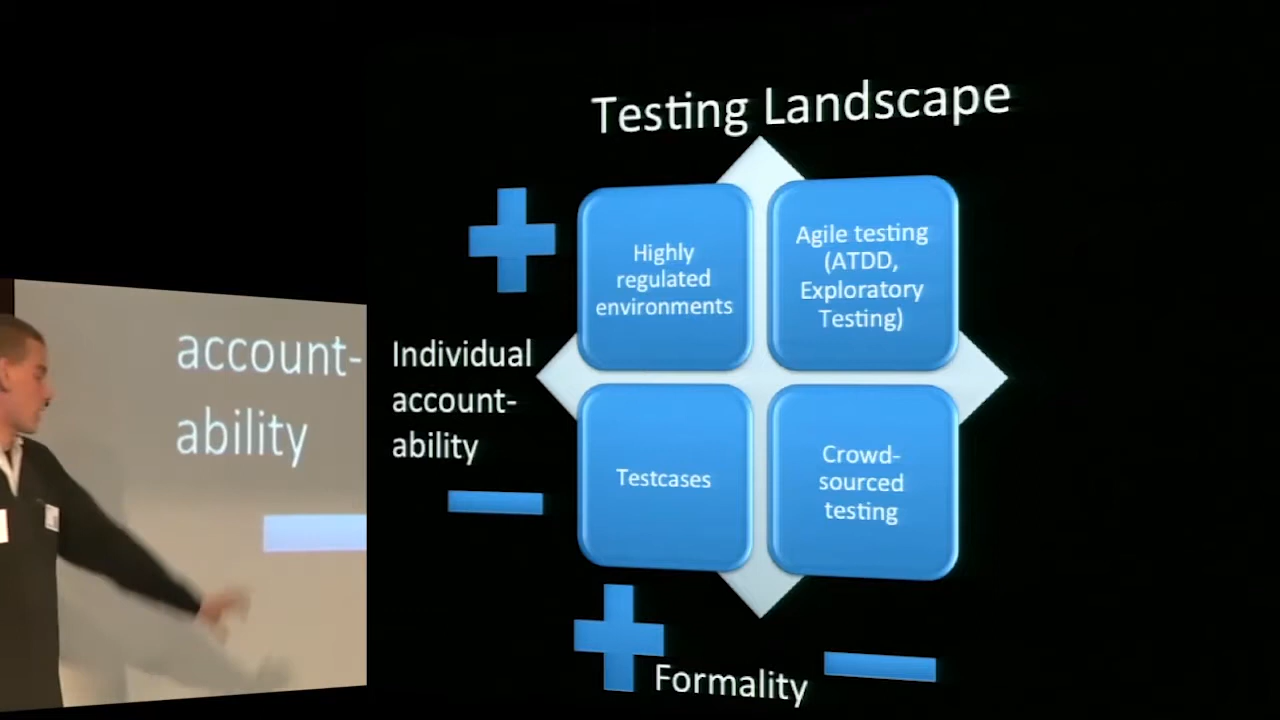 Testing Landscape
Highly
regulated
environments
Agile testing
(ATDD,
Exploratory
Testing)
Individual
account-
ability
Testcases
Crowd-
sourced
testing
Formality
account-
ability